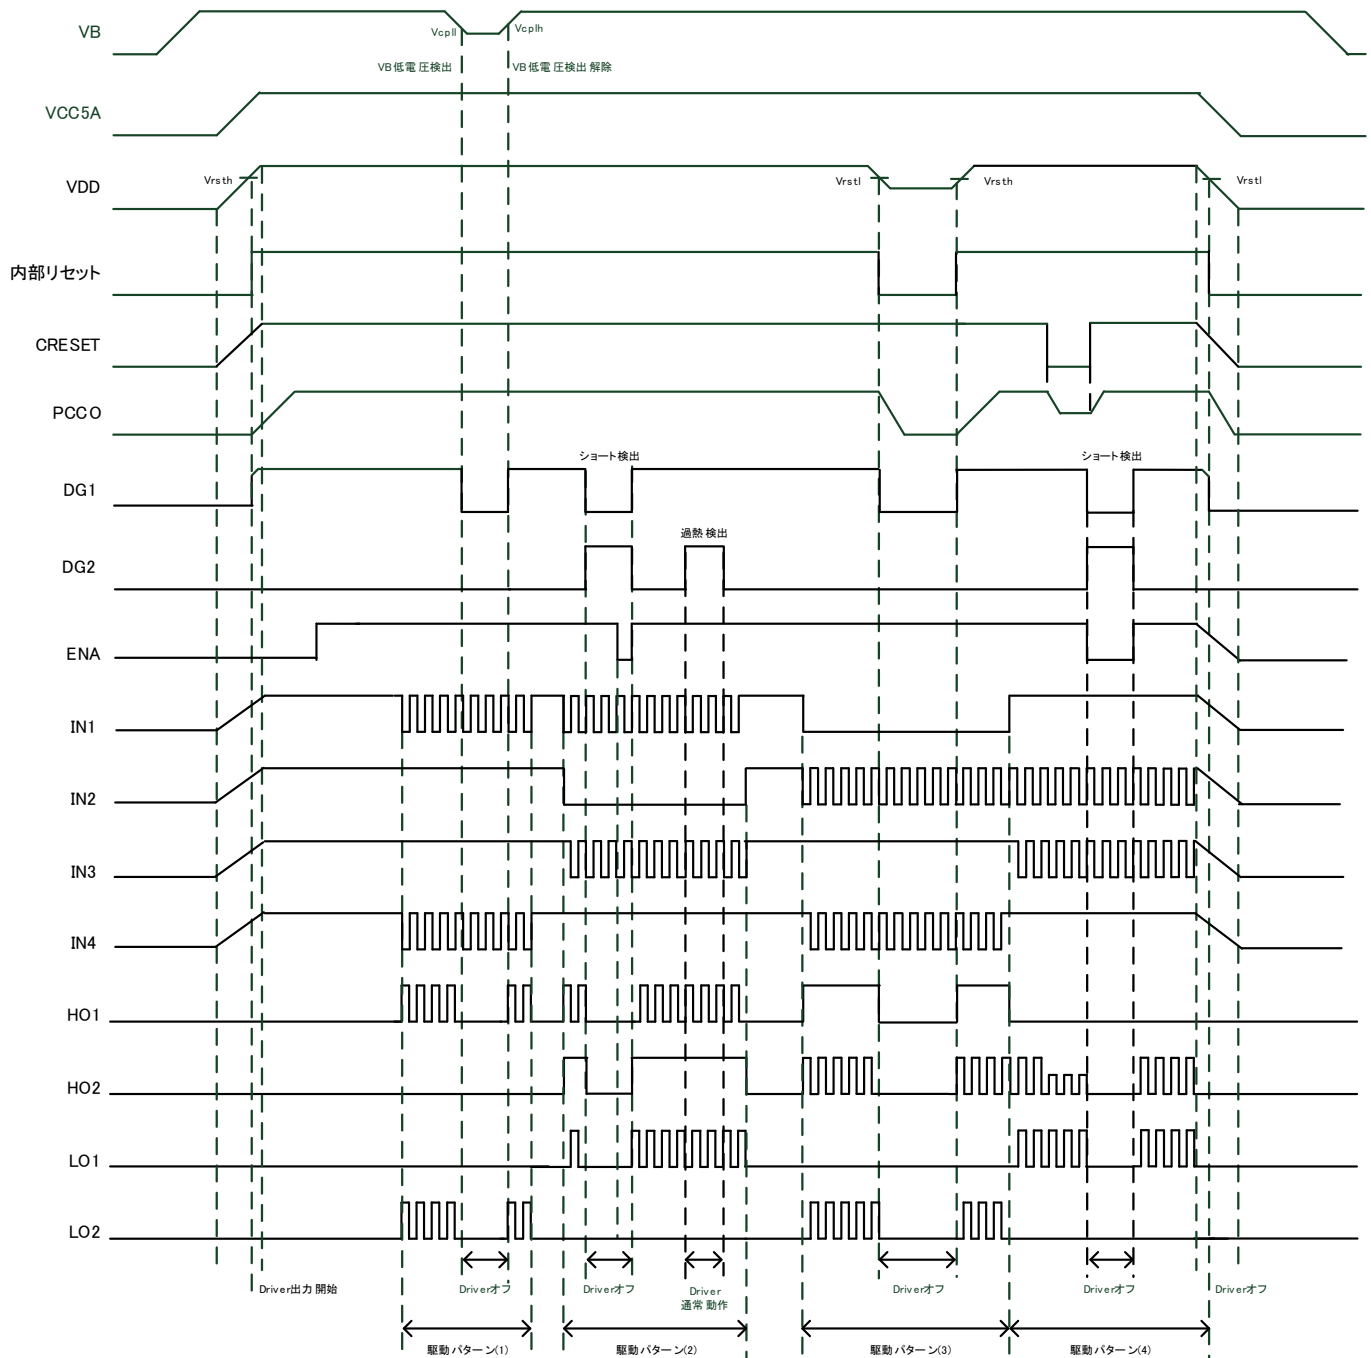 VB
Vcpll
Vcplh
VB低電圧検出
VB低電圧検出解除
VCC5A
VDD
Vrsth
Vrstl
Vrsth
Vrstl
内部リセット
CRESET
PCCO
ショート検出
ショート検出
DG1
過熱検出
DG2
ENA
IN1
IN2
IN3
IN4
HO1
HO2
LO1
LO2
Driver出力開始
Driverオフ
Driverオフ
Driver
通常動作
Driverオフ
Driverオフ
Driverオフ
駆動パターン(1)
駆動パターン(2)
駆動パターン(3)
駆動パターン(4)